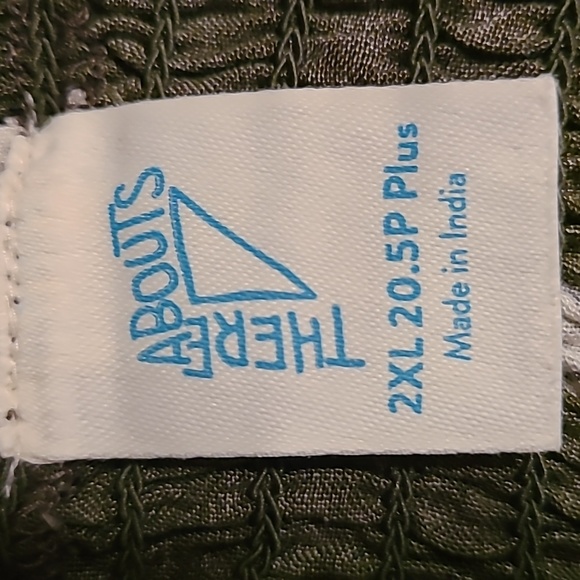 THERE
ABOUTS
2XL 20.5P Plus
Made in India